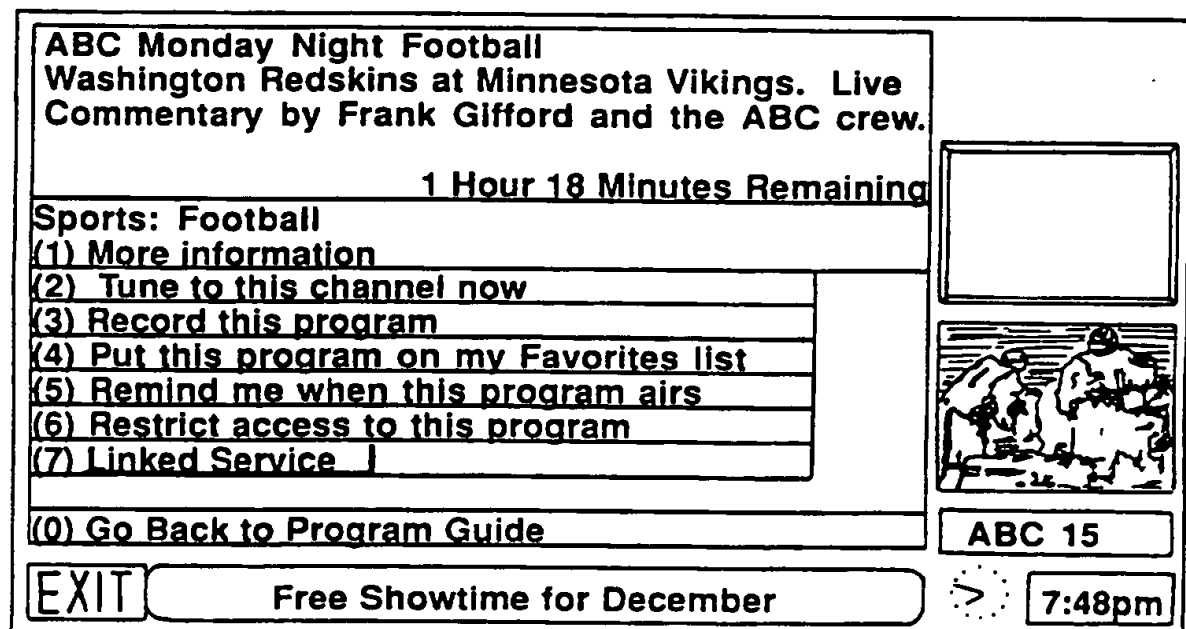 ABC Monday Night Football
Washington Redskins at Minnesota Vikings. Live
Commentary by Frank Gifford and the ABC crew.
1 Hour 18 Minutes Remaining
Sports: Football
(1) More information
(2) Tune to this channel now
(3) Record this program
(4) Put this program on my Favorites list
(5) Remind me when this program airs
(6) Restrict access to this program
(7) Linked Service
(0) Go Back to Program Guide
ABC 15
EXIT
Free Showtime for December
7:48pm